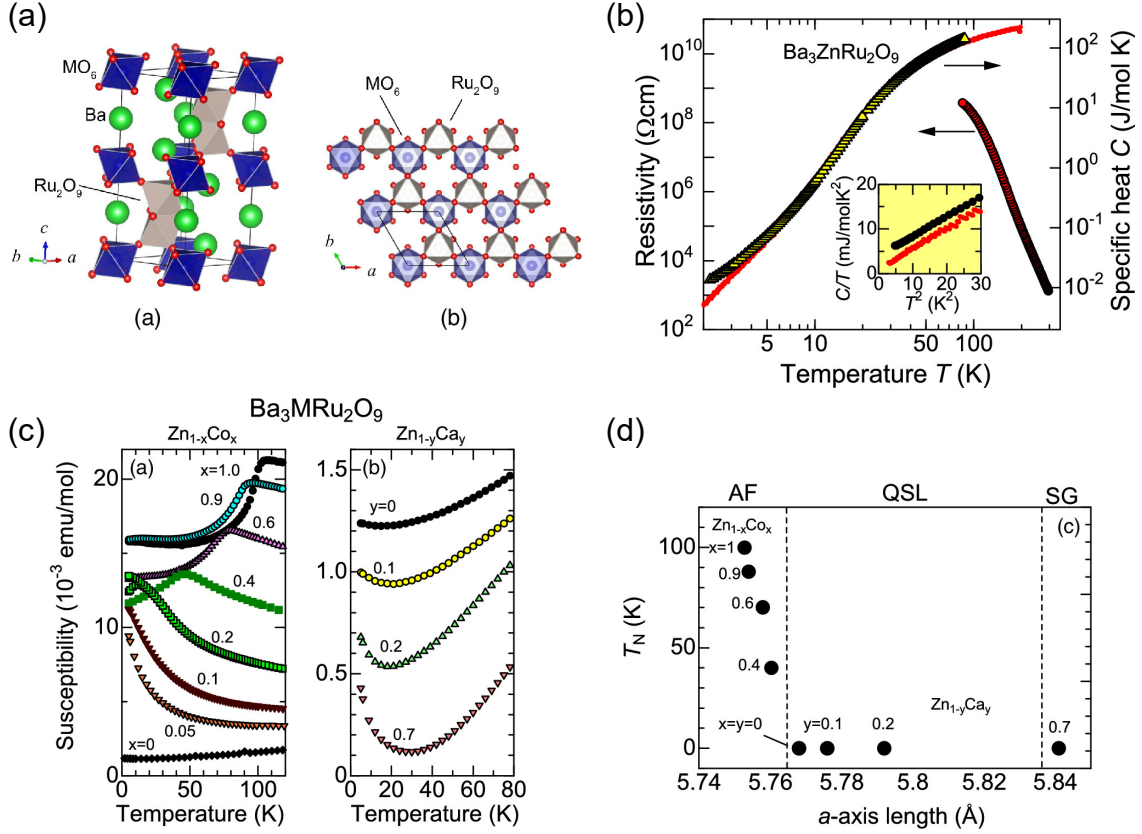 (a)
MO6
Ba
Ru2O9
c
b
a
(a)
MO6
Ru2O9
b
a
(b)
(b)
Resistivity (Ωcm)
10^10
10^8
10^6
10^4
10^2
Ba3ZnRu2O9
10^2
10^1
10^0
10^-1
10^-2
Specific heat C (J/mol K)
C/T (mJ/molK2)
20
10
0
0 10 20 30
T2 (K2)
5 10 50 100
Temperature T (K)
(c)
Ba3MRu2O9
Zn1-xCox
Zn1-yCay
Susceptibility (10-3 emu/mol)
20
10
0
(a)
x=1.0
0.9
0.6
0.4
0.2
0.1
0.05
x=0
0 50 100
Temperature (K)
1.5
1.0
0.5
0
(b)
y=0
0.1
0.2
0.7
0 20 40 60 80
Temperature (K)
(d)
AF QSL SG
(c)
Zn1-xCox
x=1
0.9
0.6
0.4
x=y=0
y=0.1
0.2
Zn1-yCay
0.7
TN (K)
100
50
0
5.74 5.76 5.78 5.8 5.82 5.84
a-axis length (Å)